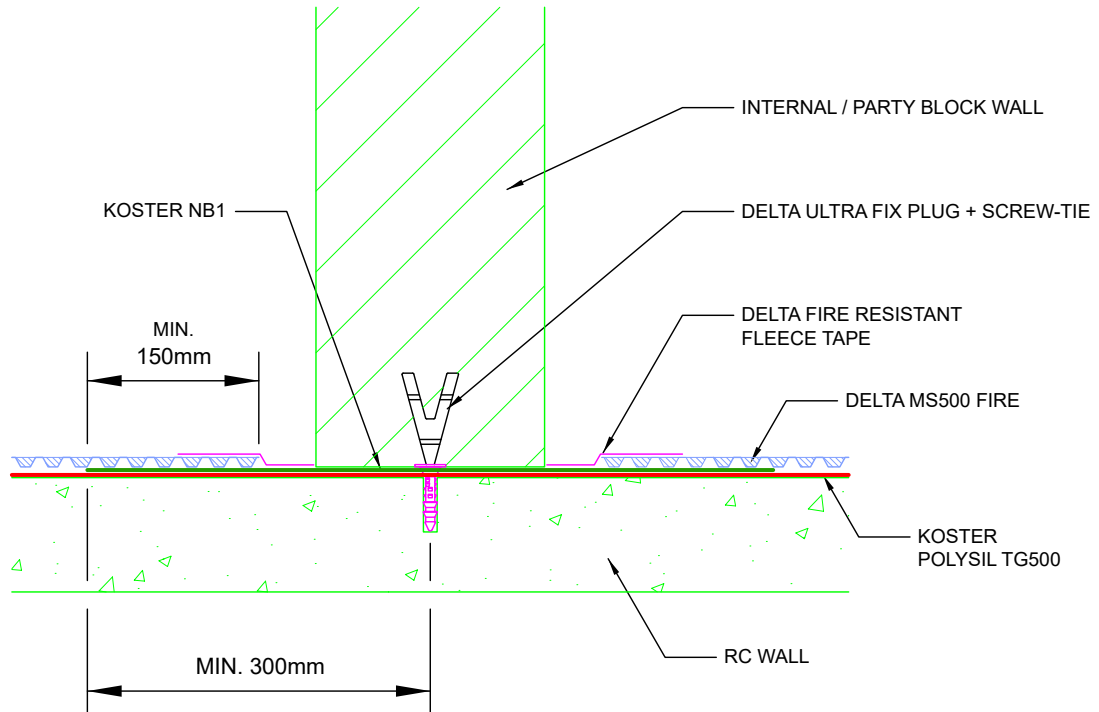 INTERNAL / PARTY BLOCK WALL
KOSTER NB1
DELTA ULTRA FIX PLUG + SCREW-TIE
MIN.
150mm
DELTA FIRE RESISTANT
FLEECE TAPE
DELTA MS500 FIRE
KOSTER
POLYSIL TG500
RC WALL
MIN. 300mm